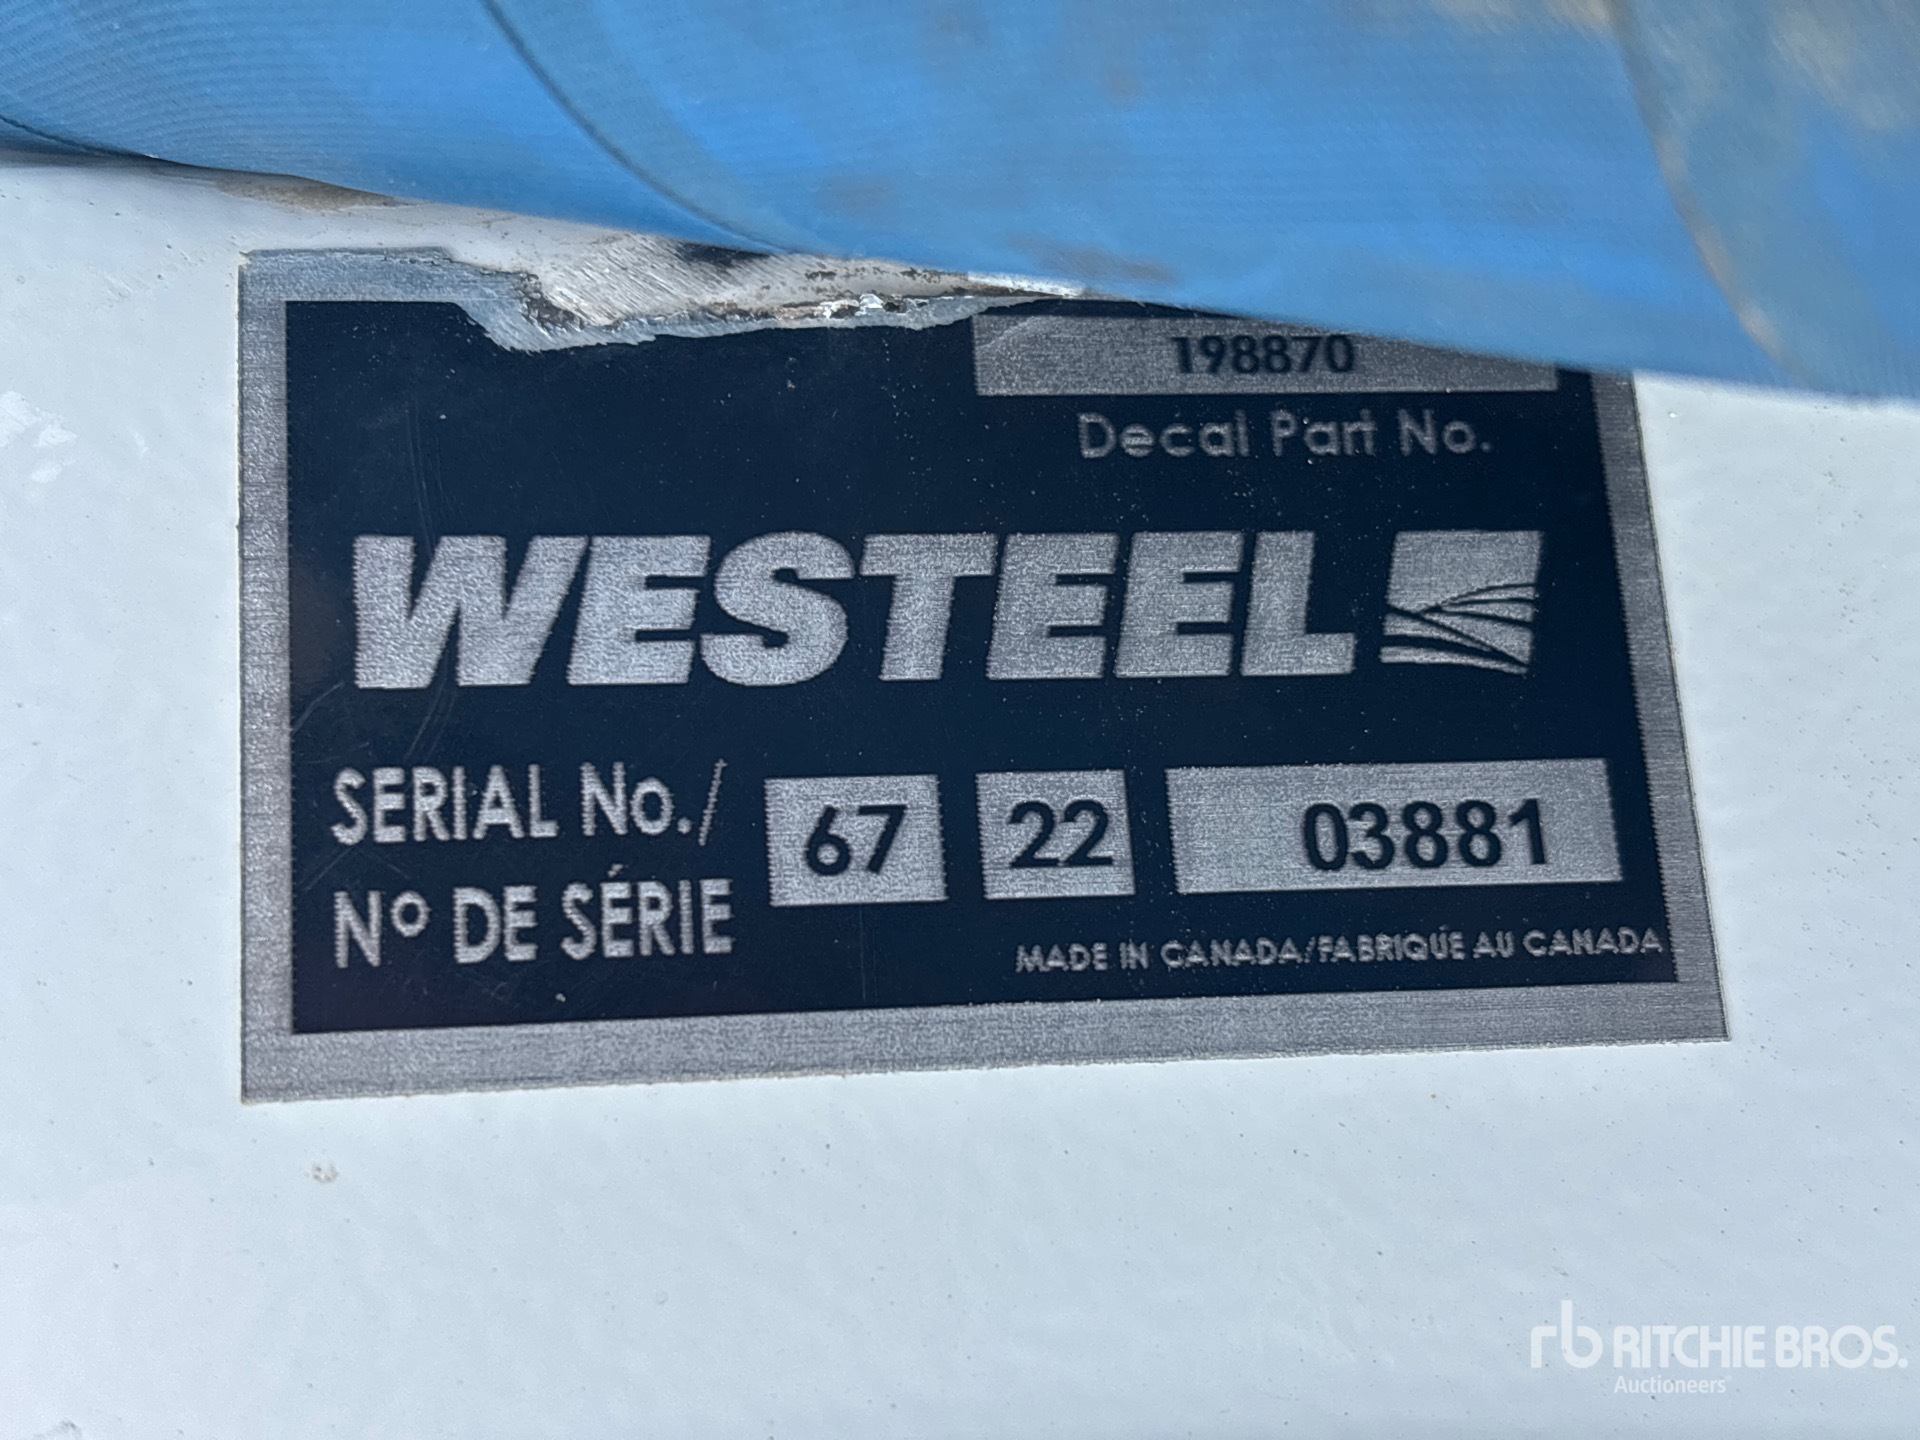 198870
Decal Part No.
WESTEEL
SERIAL No./
Nº DE SÉRIE
67 22 03881
MADE IN CANADA/FABRIQUÉ AU CANADA
rb RITCHIE BROS.
Auctioneers